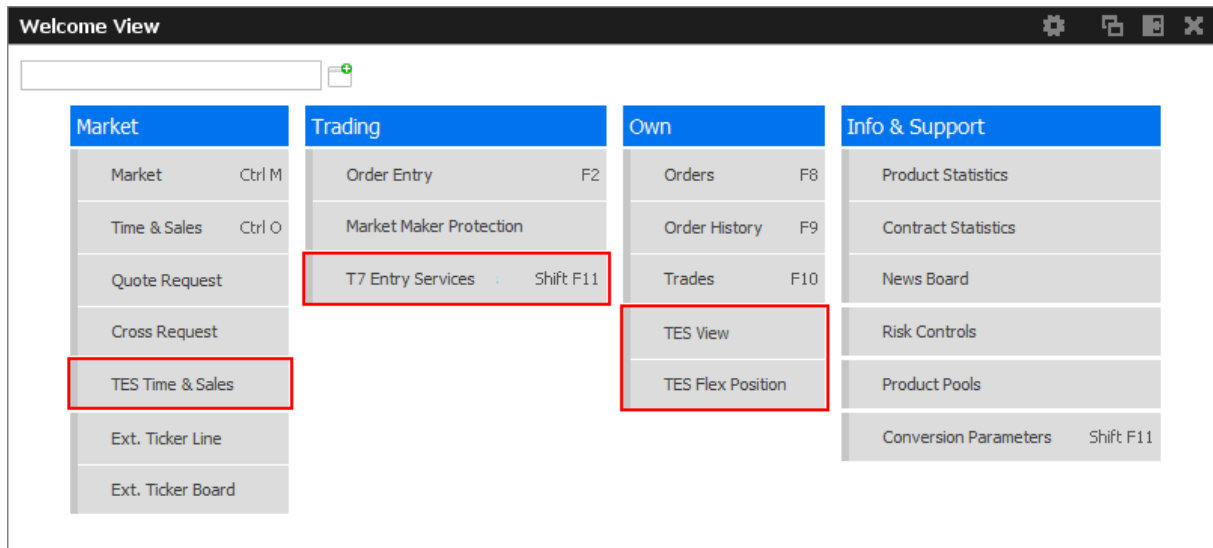 Welcome View
Market Trading Own Info & Support
Market Ctrl M Order Entry F2 Orders F8 Product Statistics
Time & Sales Ctrl O Market Maker Protection Order History F9 Contract Statistics
Quote Request T7 Entry Services : Shift F11 Trades F10 News Board
Cross Request TES View Risk Controls
TES Time & Sales TES Flex Position Product Pools
Ext. Ticker Line Conversion Parameters Shift F11
Ext. Ticker Board